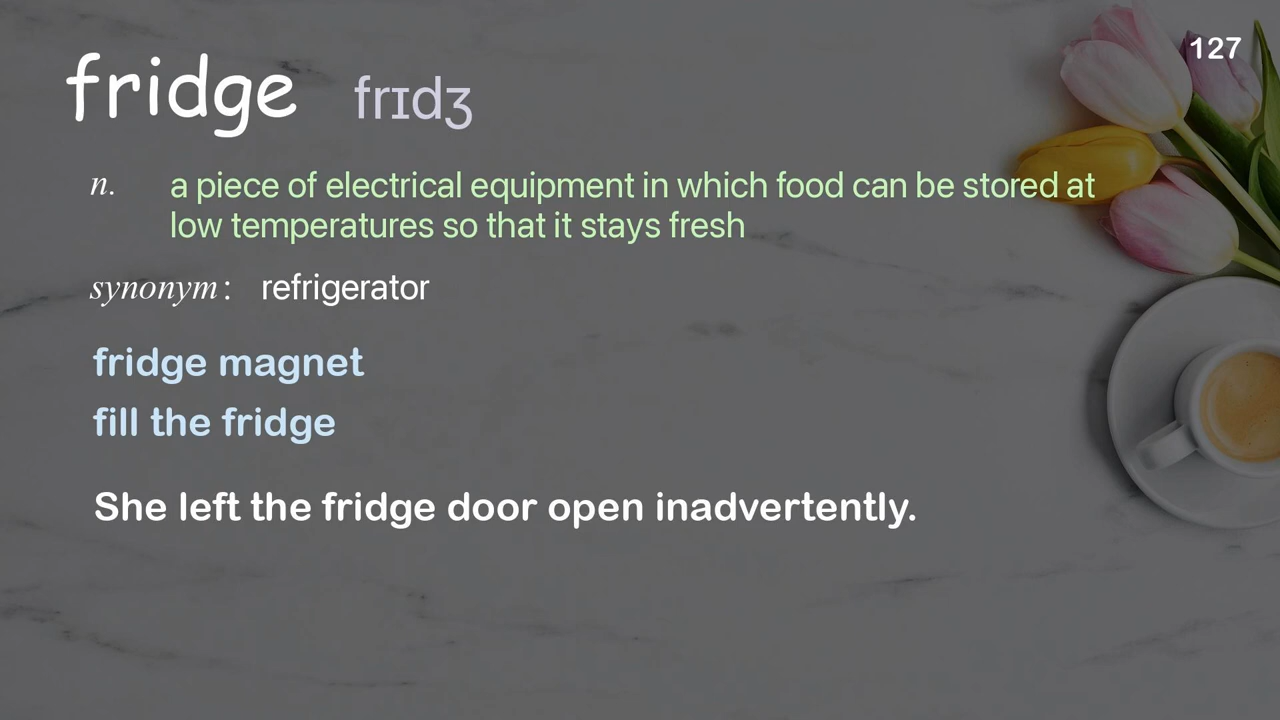 127
fridge frɪdʒ
n. a piece of electrical equipment in which food can be stored at
low temperatures so that it stays fresh
synonym: refrigerator
fridge magnet
fill the fridge
She left the fridge door open inadvertently.